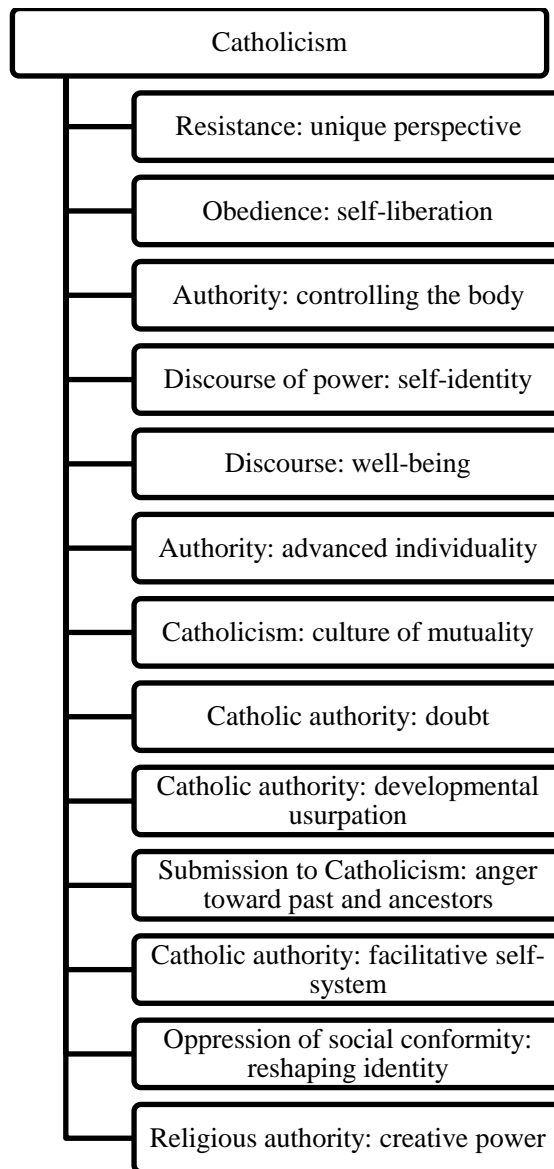 Catholicism
Resistance: unique perspective
Obedience: self-liberation
Authority: controlling the body
Discourse of power: self-identity
Discourse: well-being
Authority: advanced individuality
Catholicism: culture of mutuality
Catholic authority: doubt
Catholic authority: developmental
usurpation
Submission to Catholicism: anger
toward past and ancestors
Catholic authority: facilitative self-
system
Oppression of social conformity:
reshaping identity
Religious authority: creative power